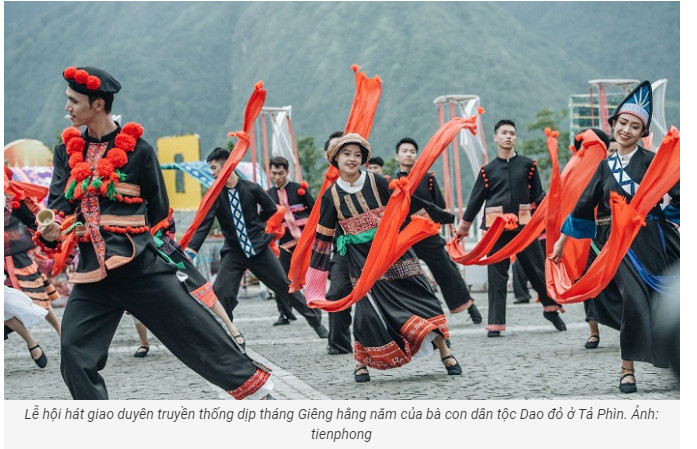 Lễ hội hát giao duyên truyền thống dịp tháng Giêng hằng năm của bà con dân tộc Dao đỏ ở Tả Phìn. Ảnh:
tienphong